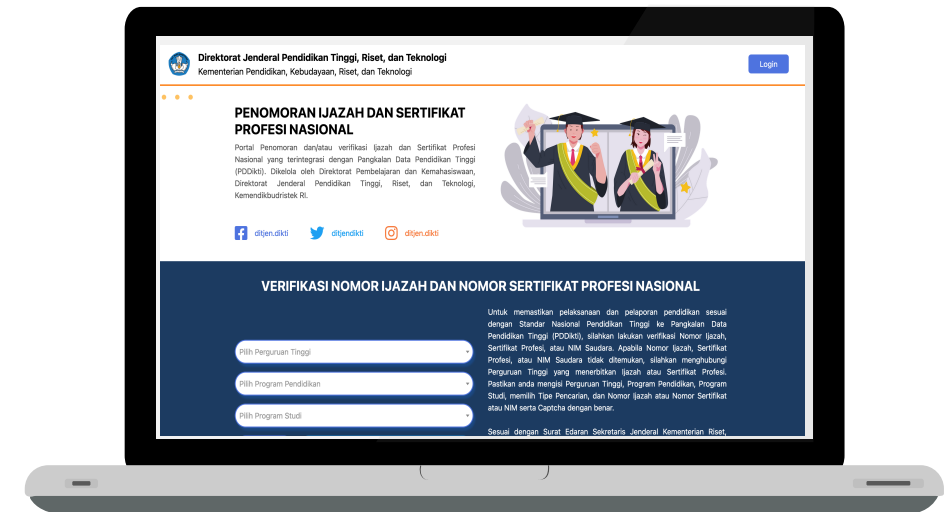 Direktorat Jenderal Pendidikan Tinggi, Riset, dan Teknologi
Kementerian Pendidikan, Kebudayaan, Riset, dan Teknologi
Login
PENOMORAN IJAZAH DAN SERTIFIKAT
PROFESI NASIONAL
Portal Penomoran dan/atau verifikasi Ijazah dan Sertifikat Profesi
Nasional yang terintegrasi dengan Pangkalan Data Pendidikan Tinggi
(PDDikti). Dikelola oleh Direktorat Pembelajaran dan Kemahasiswaan,
Direktorat Jenderal Pendidikan Tinggi, Riset, dan Teknologi,
Kemendikbudristek RI.
ditjen.dikti
ditjendikti
ditjen.dikti
VERIFIKASI NOMOR IJAZAH DAN NOMOR SERTIFIKAT PROFESI NASIONAL
Pilih Perguruan Tinggi
Pilih Program Pendidikan
Pilih Program Studi
Untuk memastikan pelaksanaan dan pelaporan pendidikan sesuai
dengan Standar Nasional Pendidikan Tinggi ke Pangkalan Data
Pendidikan Tinggi (PDDikti), silahkan lakukan verifikasi Nomor Ijazah,
Sertifikat Profesi, atau NIM Saudara. Apabila Nomor Ijazah, Sertifikat
Profesi, atau NIM Saudara tidak ditemukan, silahkan menghubungi
Perguruan Tinggi yang menerbitkan Ijazah atau Sertifikat Profesi.
Pastikan anda mengisi Perguruan Tinggi, Program Pendidikan, Program
Studi, memilih Tipe Pencarian, dan Nomor Ijazah atau Nomor Sertifikat
atau NIM serta Captcha dengan benar.
Sesuai dengan Surat Edaran Sekretaris Jenderal Kementerian Riset,